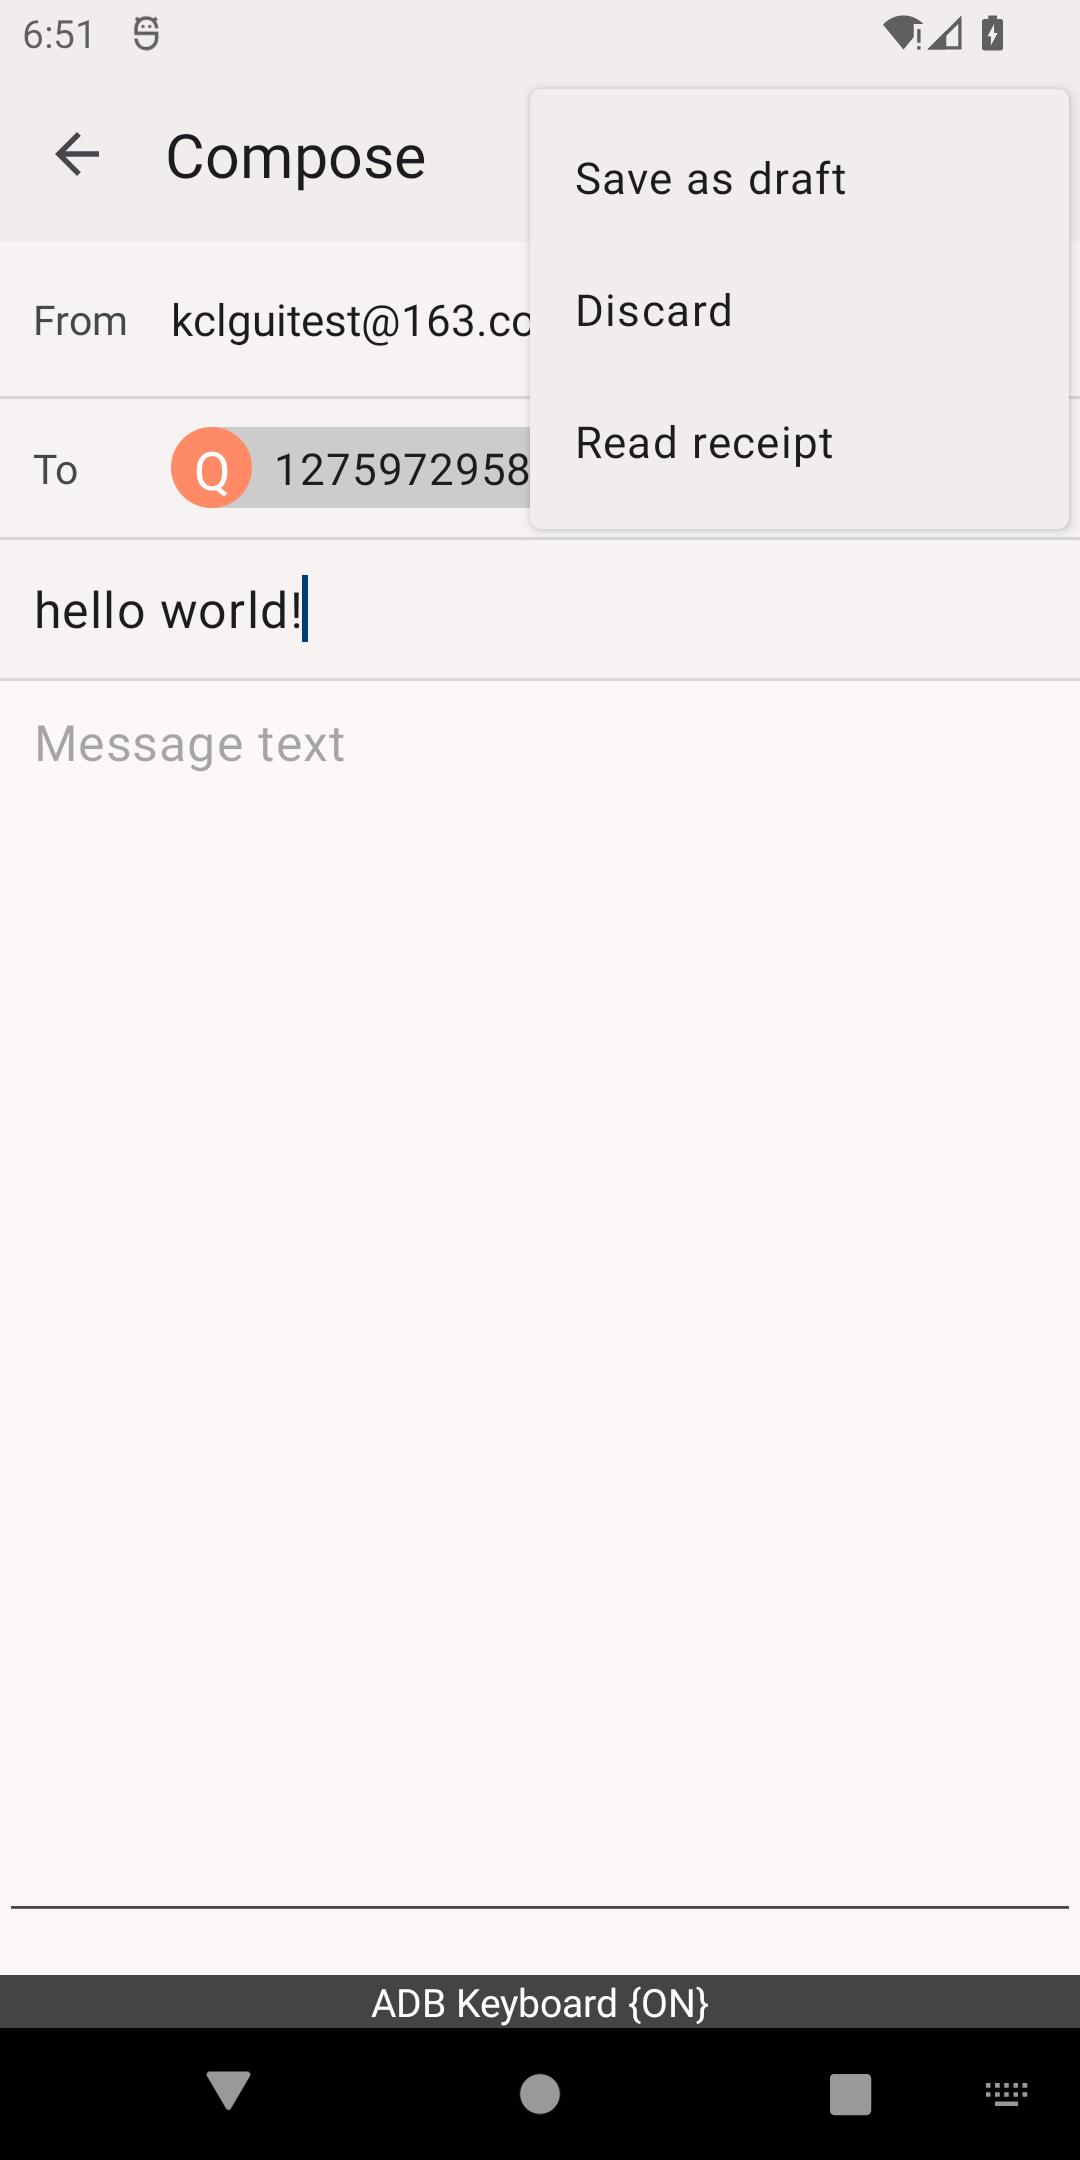 6:51
Compose
Save as draft
Discard
Read receipt
From kclguitest@163.co
To Q 1275972958
hello world!
Message text
ADB Keyboard {ON}